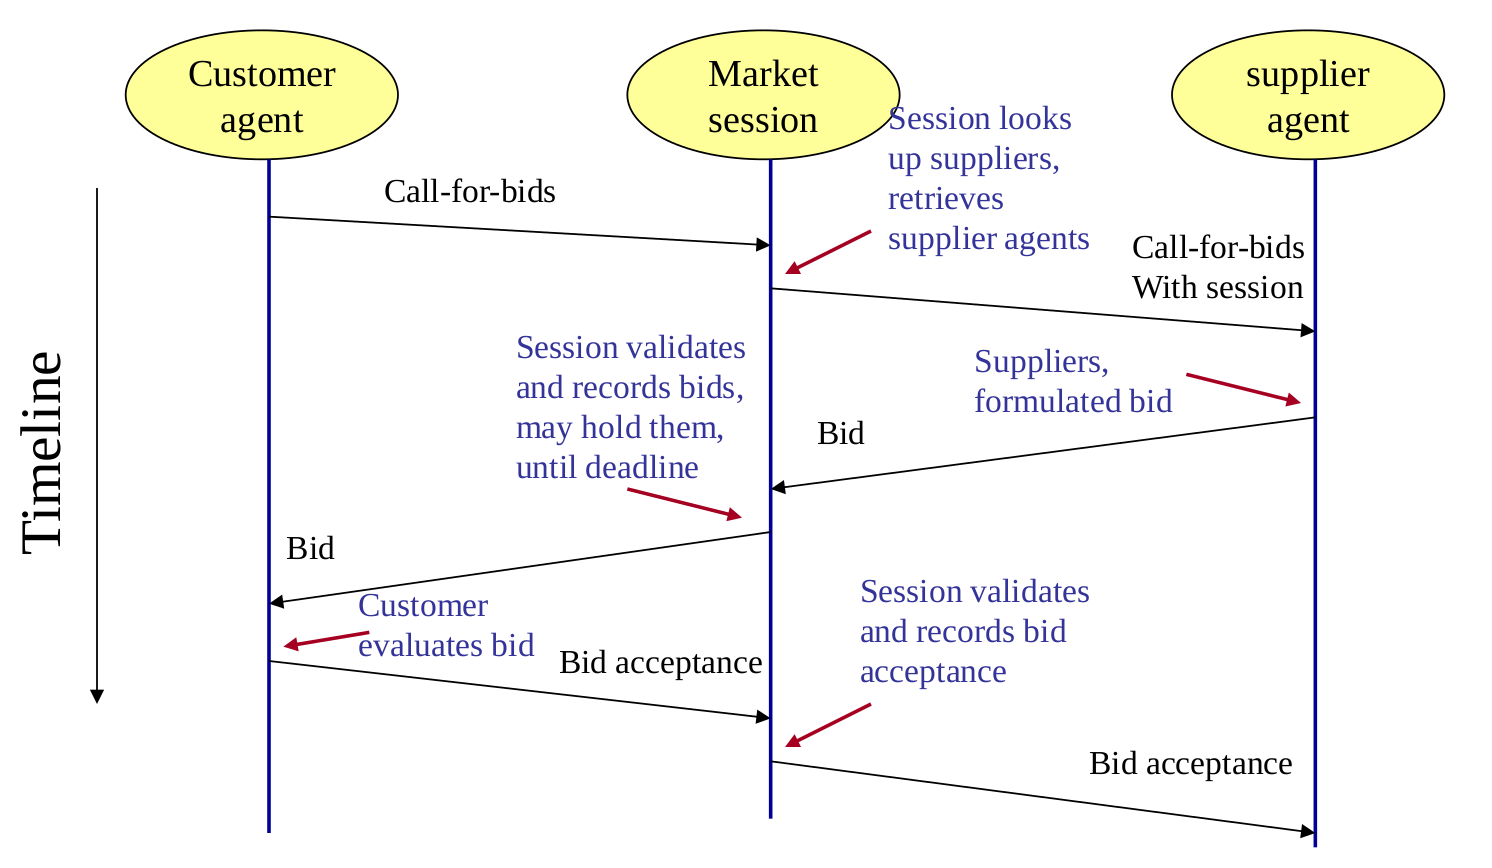 Customer
agent
Market
session
supplier
agent
Session looks
up suppliers,
retrieves
supplier agents
Call-for-bids
Call-for-bids
With session
Timeline
Session validates
and records bids,
may hold them,
until deadline
Suppliers,
formulated bid
Bid
Bid
Customer
evaluates bid
Bid acceptance
Session validates
and records bid
acceptance
Bid acceptance